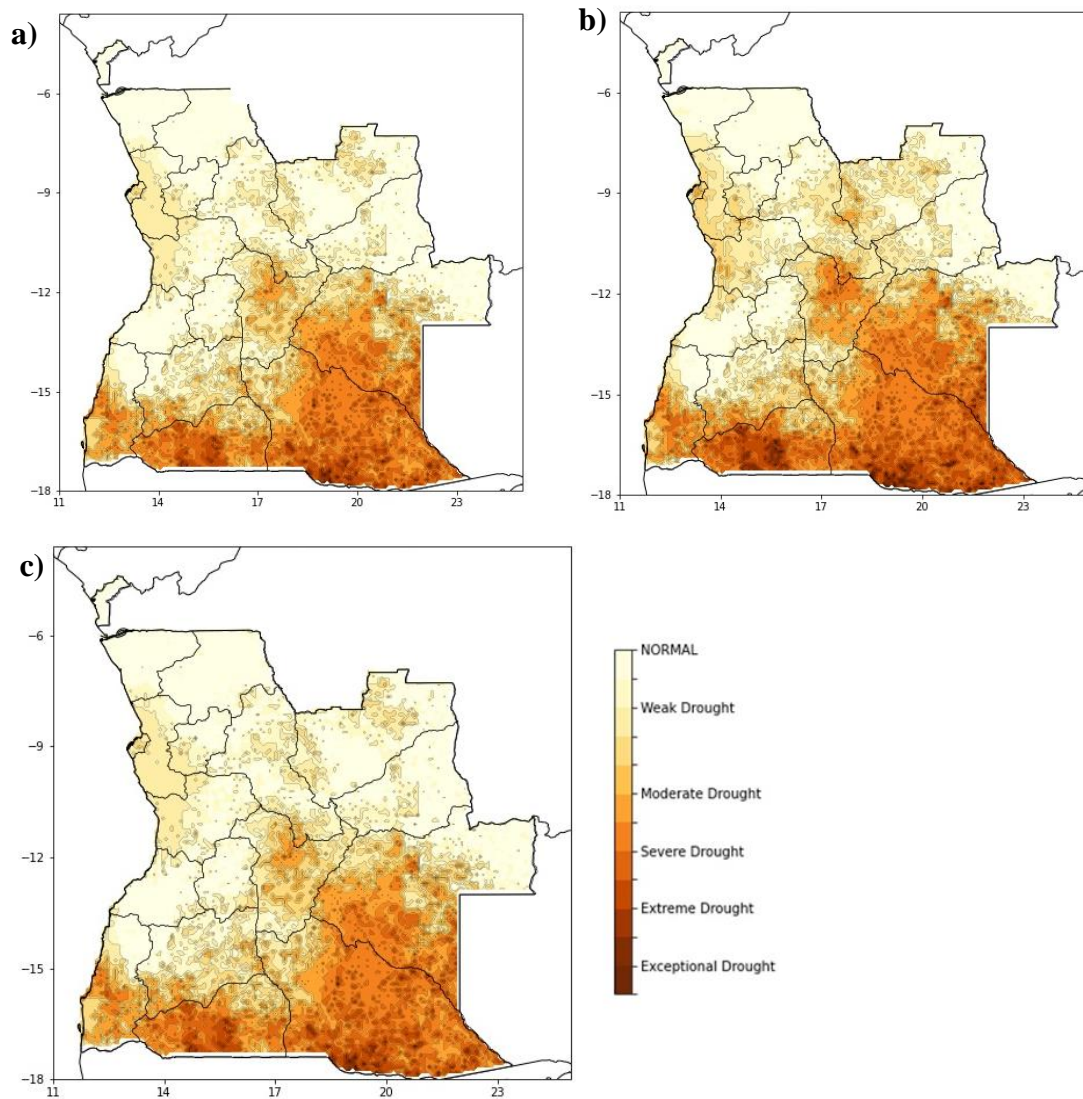 a)
−6
−9
−12
−15
−18
11 14 17 20 23
b)
−6
−9
−12
−15
−18
11 14 17 20 23
c)
−6
−9
−12
−15
−18
11 14 17 20 23
NORMAL
Weak Drought
Moderate Drought
Severe Drought
Extreme Drought
Exceptional Drought